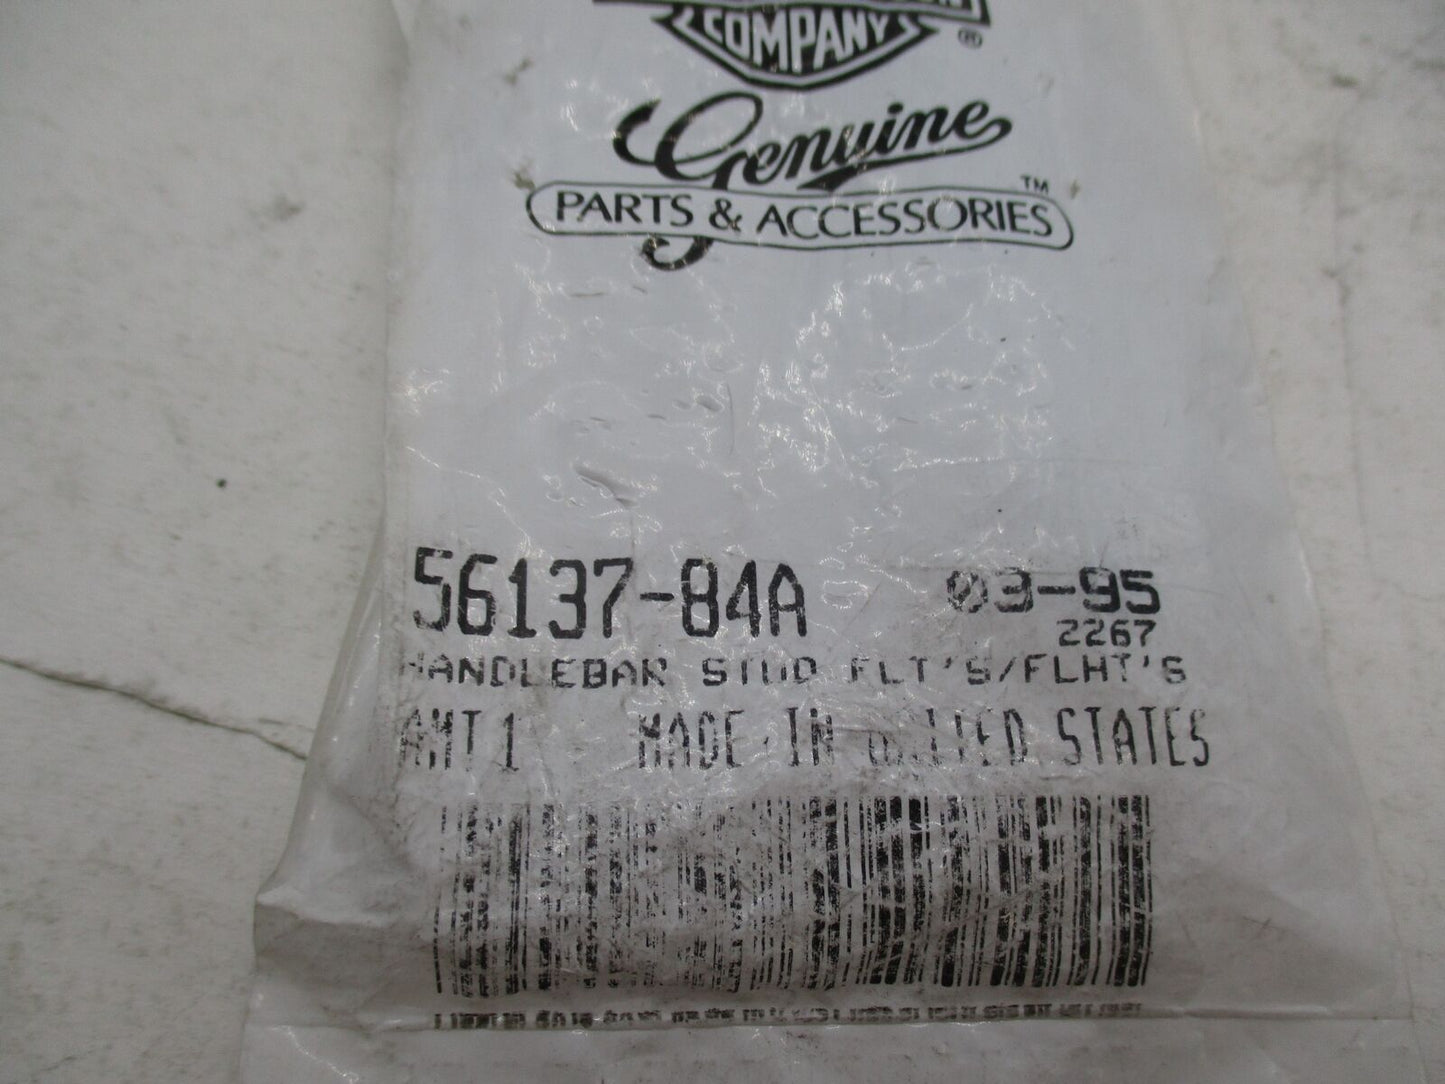 COMPANY ®
Genuine
PARTS & ACCESSORIES ™
56137-84A 03-95
2267
HANDLEBAR STUD FLT'S/FLHT'S
AMT 1 MADE IN UNITED STATES